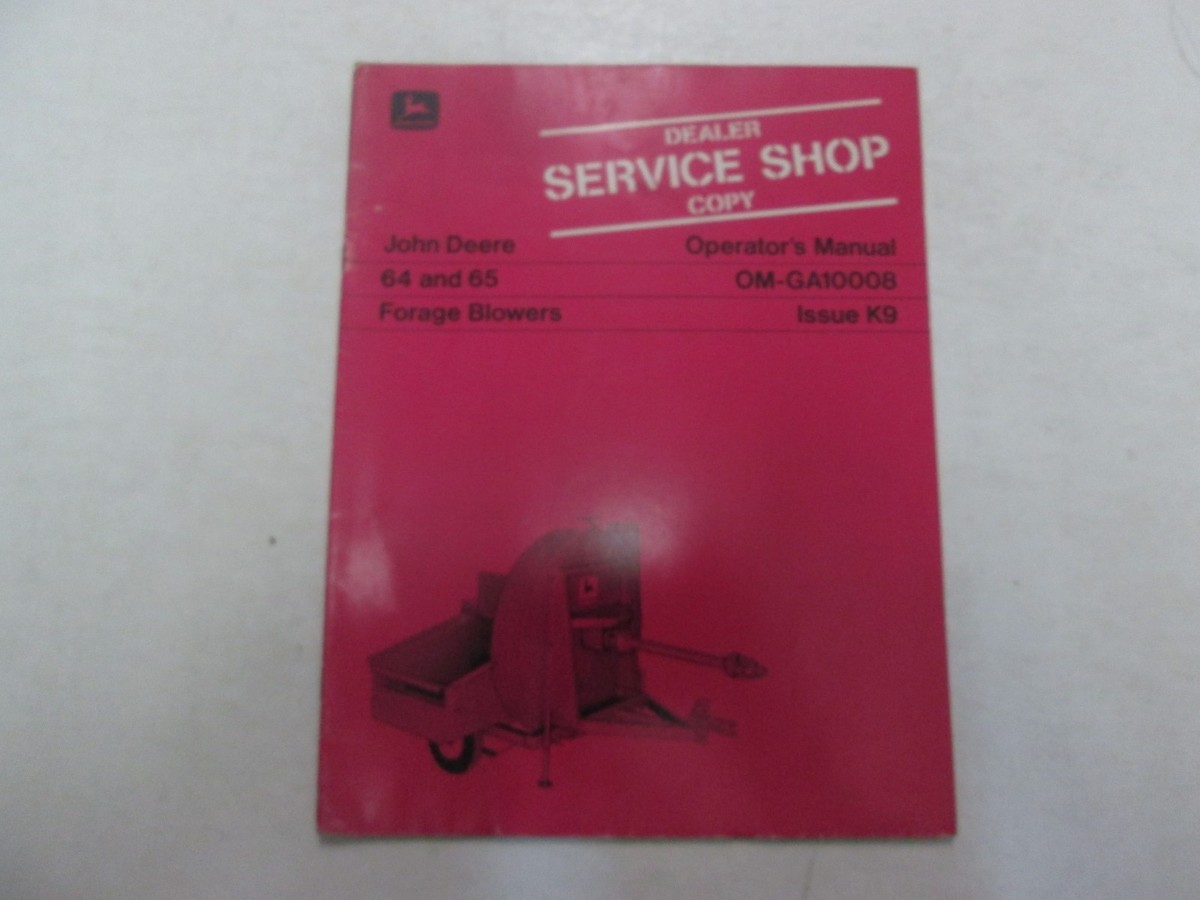 DEALER
SERVICE SHOP
COPY
John Deere Operator's Manual
64 and 65 OM-GA10008
Forage Blowers Issue K9